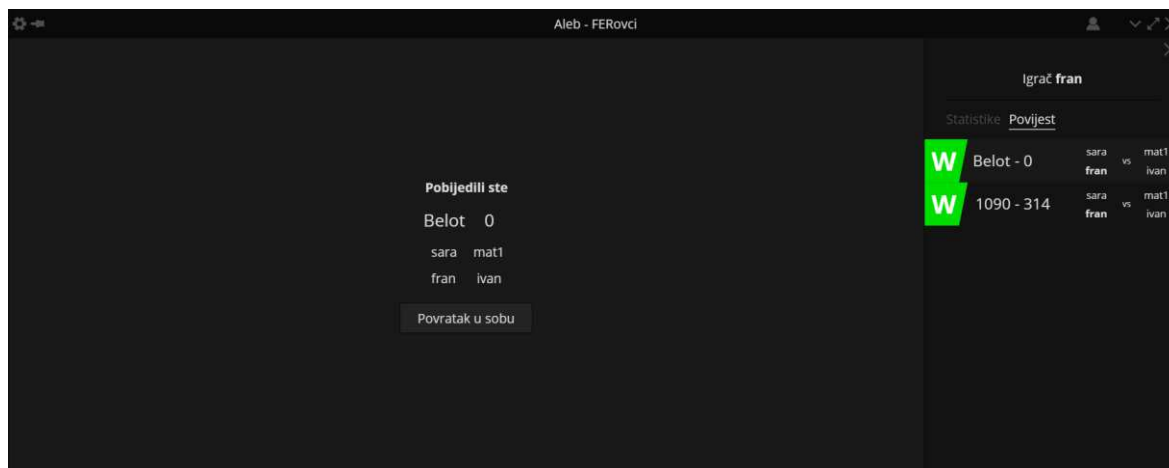 Aleb - FERovci
Pobijedili ste
Belot 0
sara mat1
fran ivan
Povratak u sobu
Igrač fran
Statistike Povijest
W Belot - 0 sara vs mat1
fran ivan
W 1090 - 314 sara vs mat1
fran ivan